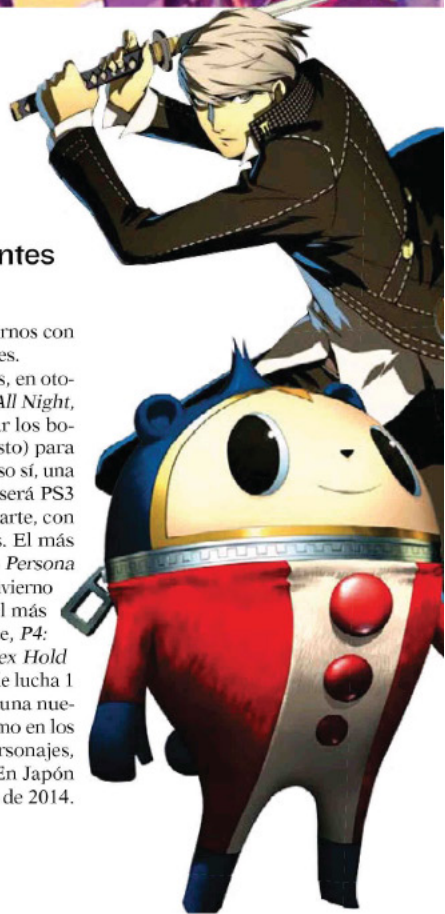 ntes
rnos con
es.
s, en oto-
All Night,
ar los bo-
sto) para
so sí, una
será PS3
arte, con
s. El más
Persona
vierno
l más
e, P4:
ex Hold
e lucha 1
una nue-
mo en los
ersonajes,
En Japón
de 2014.